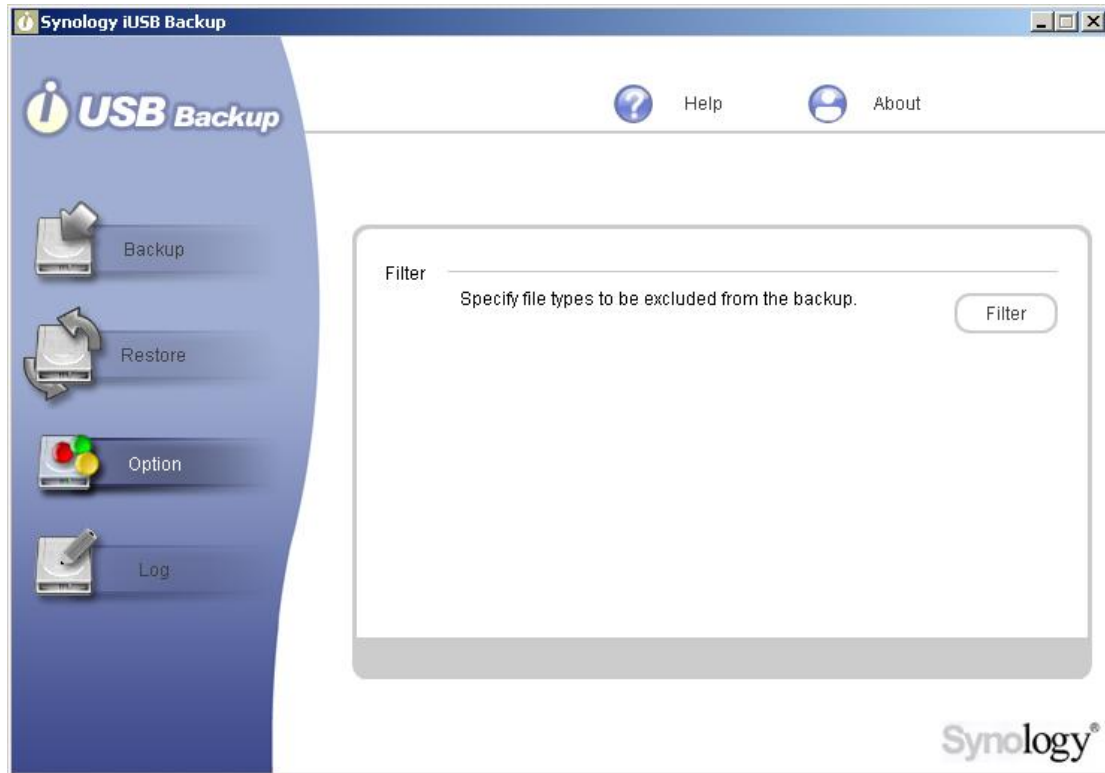 Synology iUSB Backup
i USB Backup
Help
About
Backup
Restore
Option
Log
Filter
Specify file types to be excluded from the backup.
Filter
Synology®